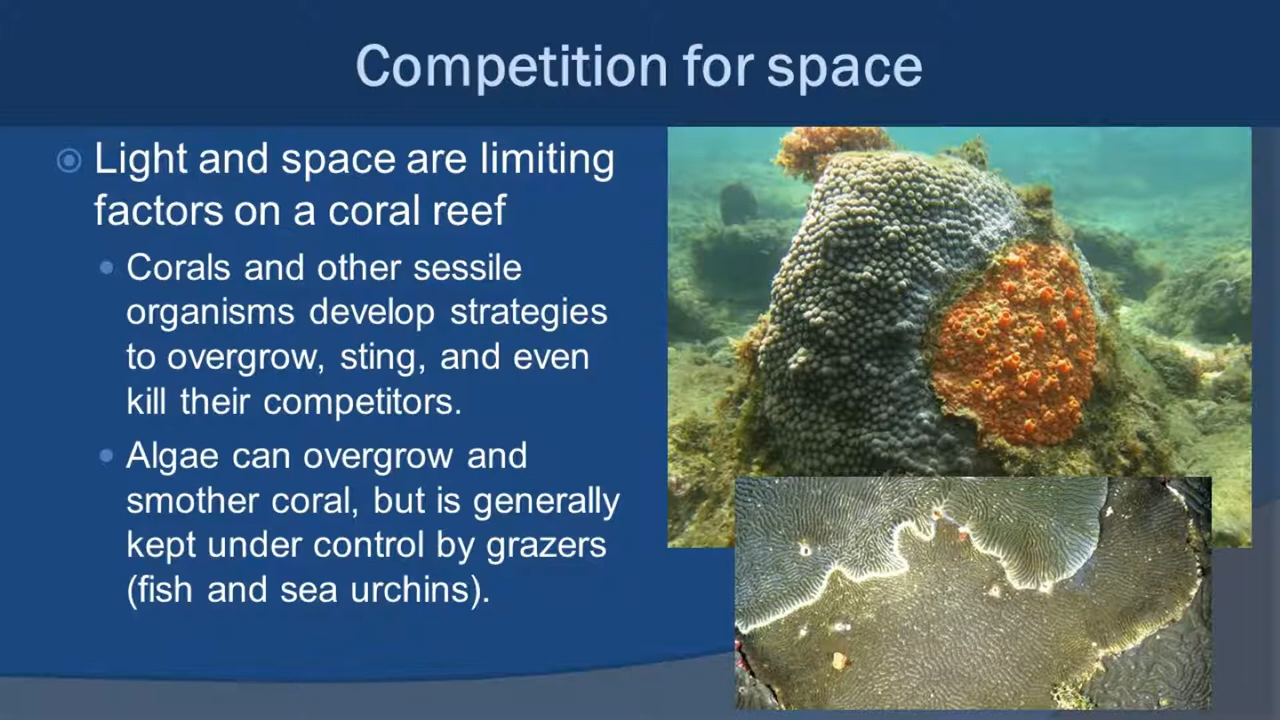 Competition for space
Light and space are limiting
factors on a coral reef
Corals and other sessile
organisms develop strategies
to overgrow, sting, and even
kill their competitors.
Algae can overgrow and
smother coral, but is generally
kept under control by grazers
(fish and sea urchins).